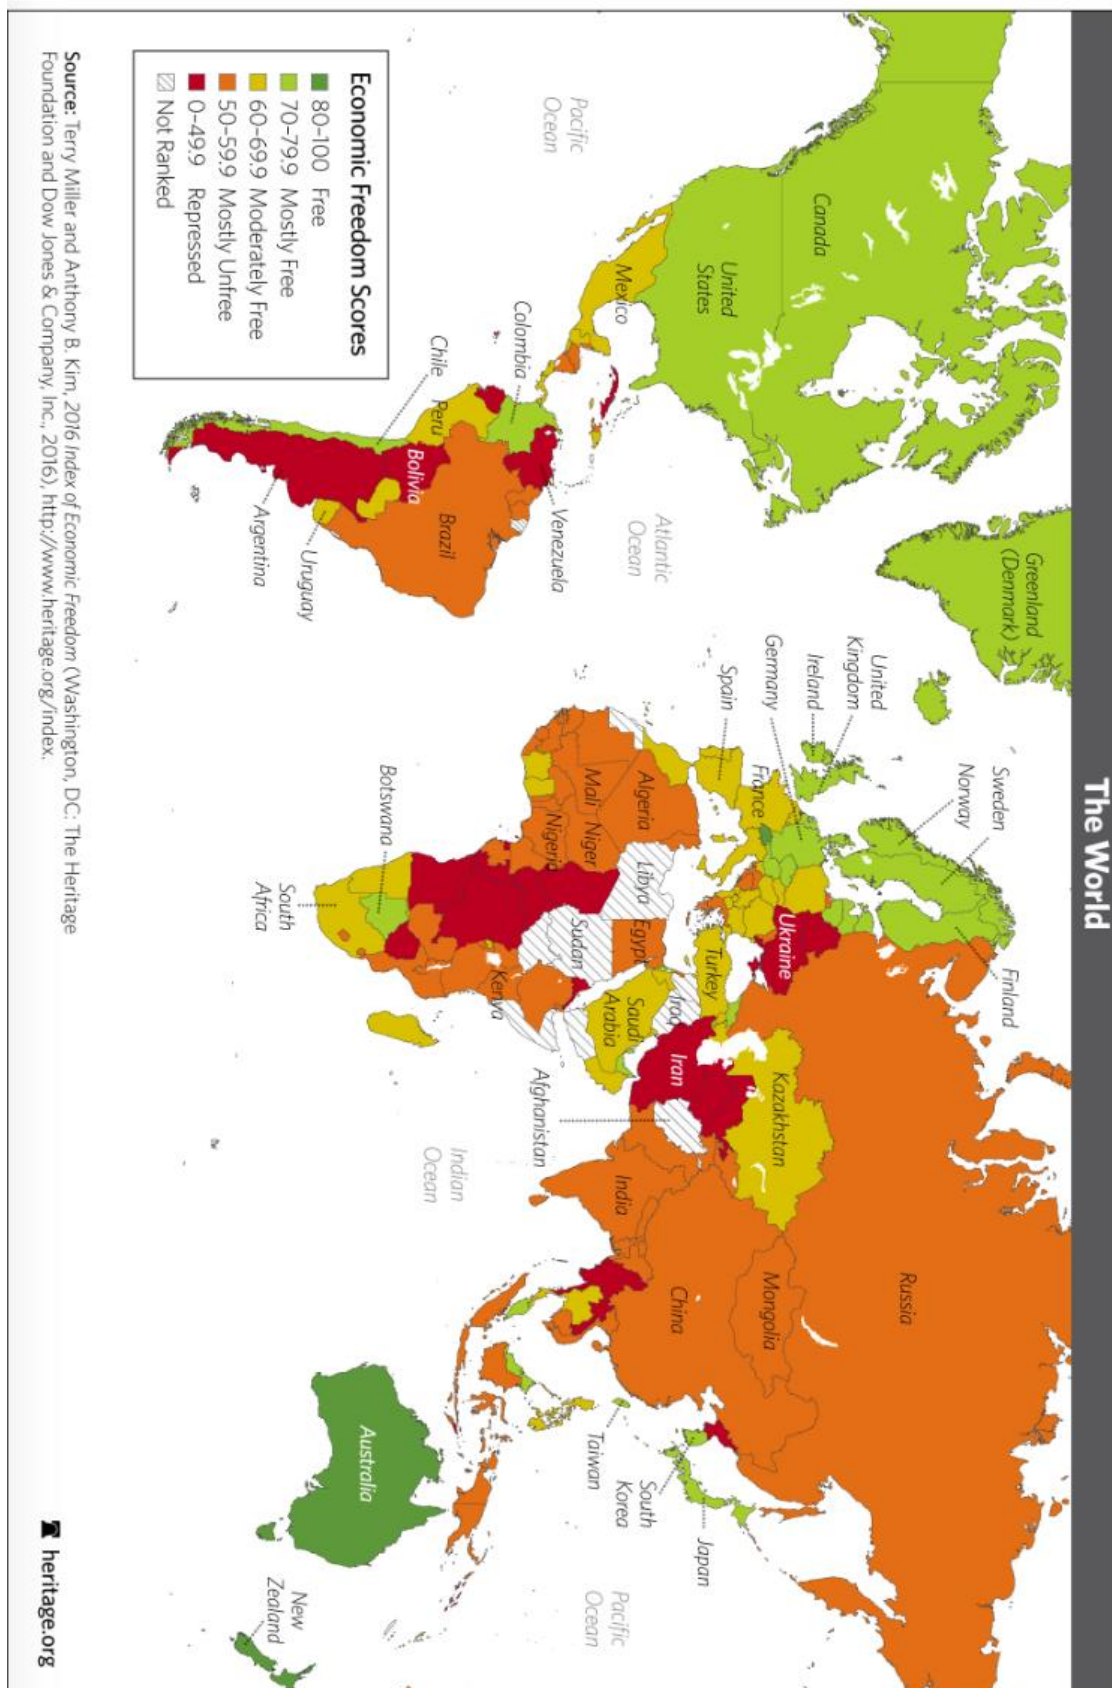 The World
Greenland
(Denmark)
Canada
United
States
Mexico
Pacific
Ocean
Atlantic
Ocean
Colombia
Venezuela
Chile
Peru
Bolivia
Brazil
Argentina
Uruguay
Sweden
Norway
Finland
United
Kingdom
Ireland
Germany
France
Spain
Ukraine
Turkey
Russia
Kazakhstan
Mongolia
China
Japan
South
Korea
Taiwan
India
Iran
Iraq
Afghanistan
Saudi
Arabia
Algeria
Libya
Egypt
Mali
Niger
Nigeria
Sudan
Kenya
Botswana
South
Africa
Indian
Ocean
Pacific
Ocean
Australia
New
Zealand
Economic Freedom Scores
80–100 Free
70–79.9 Mostly Free
60–69.9 Moderately Free
50–59.9 Mostly Unfree
0–49.9 Repressed
Not Ranked
Source: Terry Miller and Anthony B. Kim, 2016 Index of Economic Freedom (Washington, DC: The Heritage
Foundation and Dow Jones & Company, Inc., 2016), http://www.heritage.org/index.
heritage.org